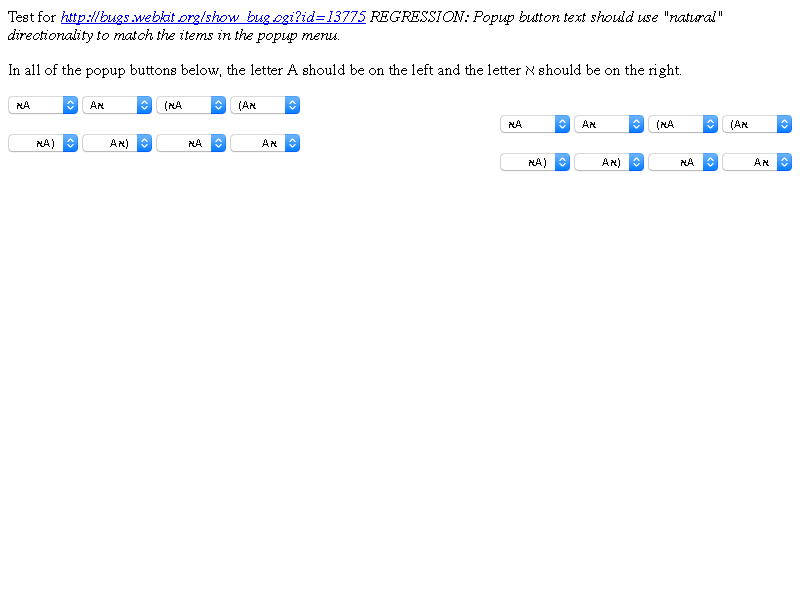 Test for http://bugs.webkit.org/show_bug.cgi?id=13775 REGRESSION: Popup button text should use "natural"
directionality to match the items in the popup menu.
In all of the popup buttons below, the letter A should be on the left and the letter א should be on the right.
אA Aא (אA (Aא
אA Aא (אA (Aא
אA) Aא) אA Aא
אA) Aא) אA Aא